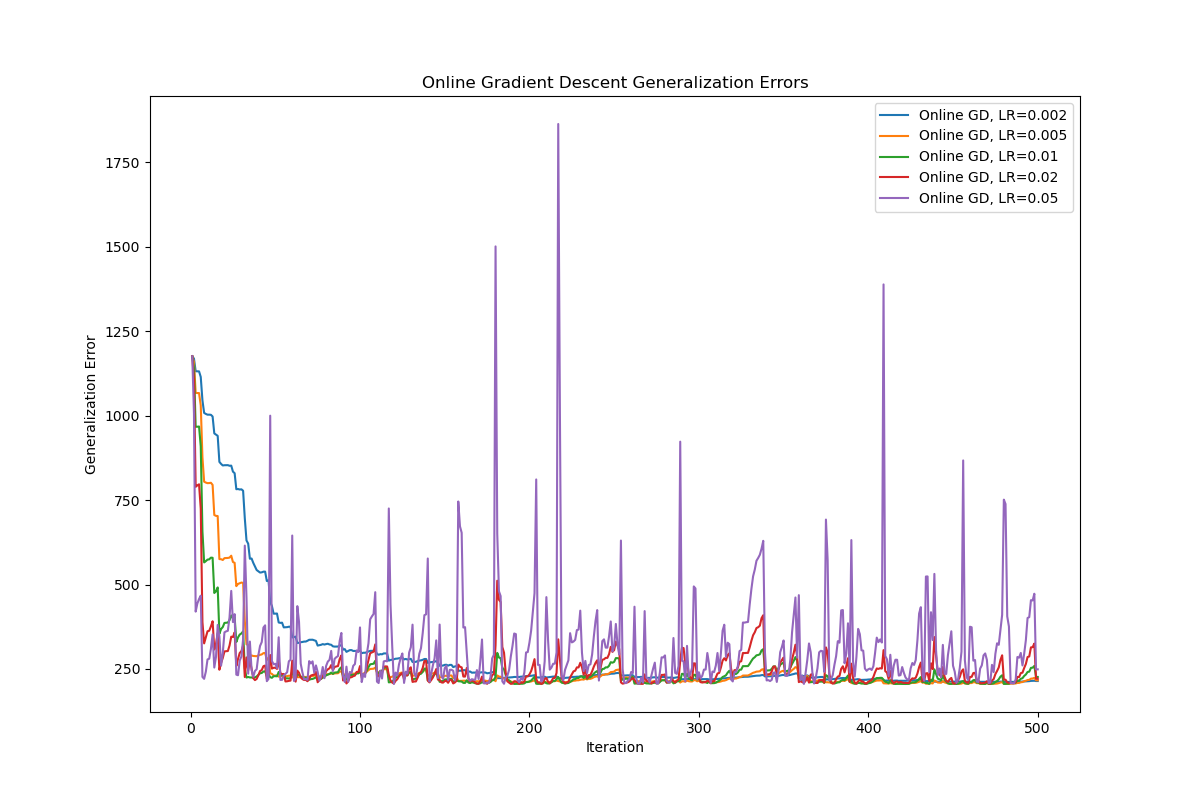 Online Gradient Descent Generalization Errors
Online GD, LR=0.002
Online GD, LR=0.005
Online GD, LR=0.01
Online GD, LR=0.02
Online GD, LR=0.05
Generalization Error
1750
1500
1250
1000
750
500
250
0 100 200 300 400 500
Iteration